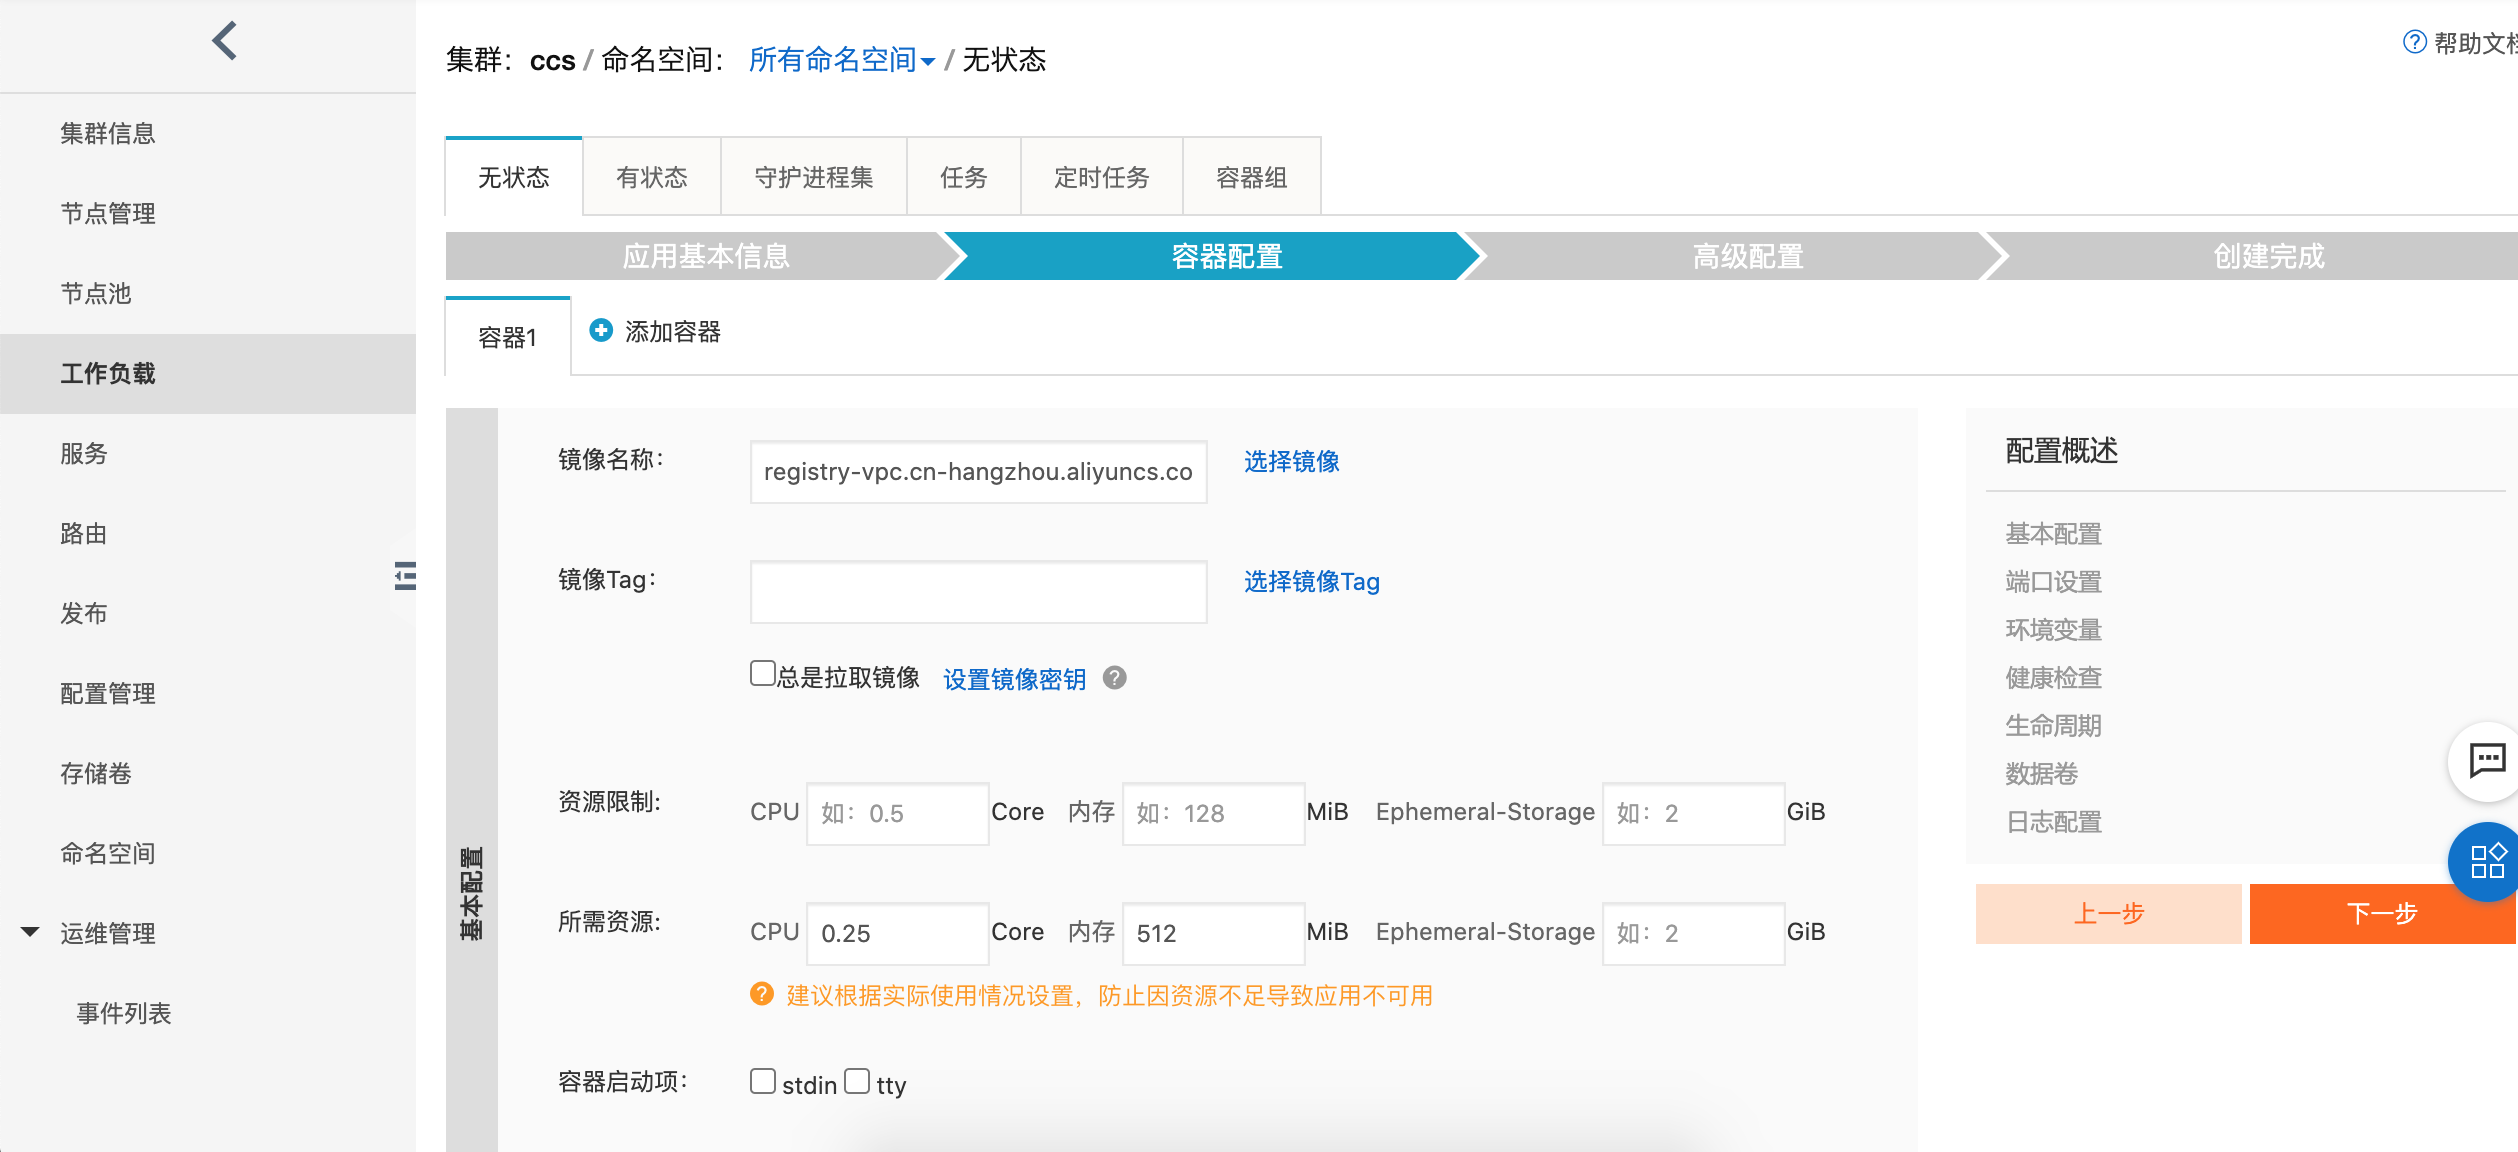 集群：ccs / 命名空间：所有命名空间 / 无状态
帮助文
集群信息
节点管理
节点池
工作负载
服务
路由
发布
配置管理
存储卷
命名空间
运维管理
事件列表
无状态 有状态 守护进程集 任务 定时任务 容器组
应用基本信息 容器配置 高级配置 创建完成
容器1 添加容器
基本配置
镜像名称： registry-vpc.cn-hangzhou.aliyuncs.co 选择镜像
镜像Tag： 选择镜像Tag
总是拉取镜像 设置镜像密钥
资源限制: CPU 如：0.5 Core 内存 如：128 MiB Ephemeral-Storage 如：2 GiB
所需资源: CPU 0.25 Core 内存 512 MiB Ephemeral-Storage 如：2 GiB
建议根据实际使用情况设置，防止因资源不足导致应用不可用
容器启动项： stdin tty
配置概述
基本配置
端口设置
环境变量
健康检查
生命周期
数据卷
日志配置
上一步 下一步